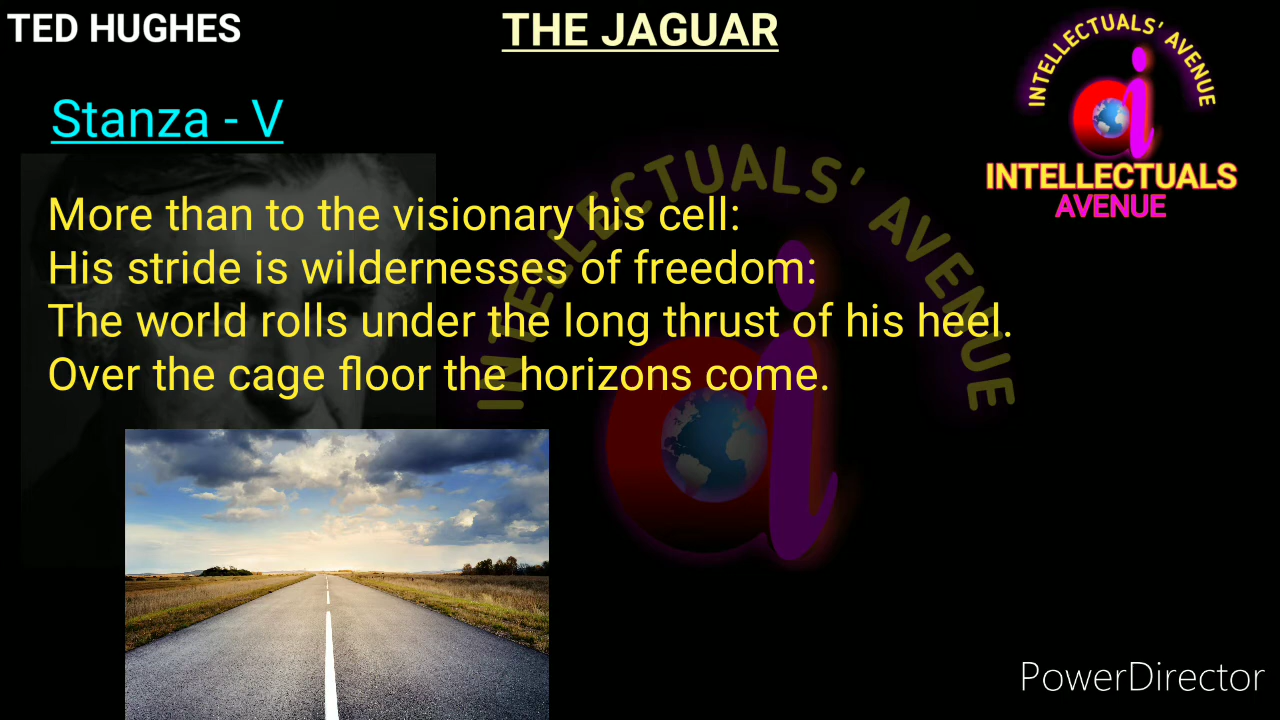 TED HUGHES
THE JAGUAR
INTELLECTUALS' AVENUE
INTELLECTUALS
AVENUE
Stanza - V
More than to the visionary his cell:
His stride is wildernesses of freedom:
The world rolls under the long thrust of his heel.
Over the cage floor the horizons come.
INTELLECTUALS' AVENUE
PowerDirector